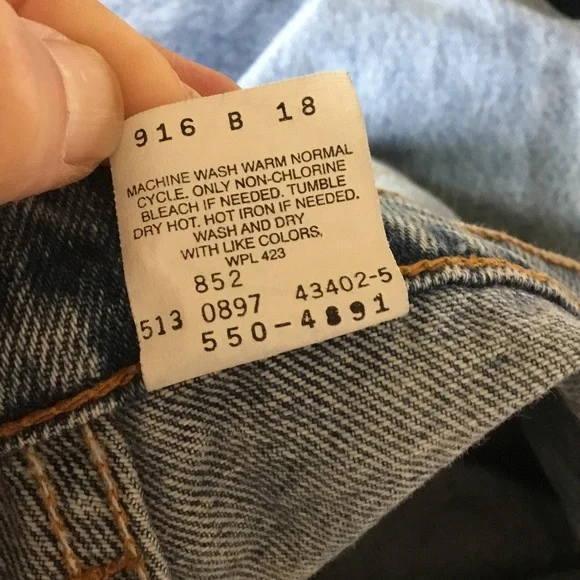 916 B 18
MACHINE WASH WARM NORMAL
CYCLE. ONLY NON-CHLORINE
BLEACH IF NEEDED. TUMBLE
DRY HOT. HOT IRON IF NEEDED.
WASH AND DRY
WITH LIKE COLORS,
WPL 423
852
513 0897 43402-5
550-4891